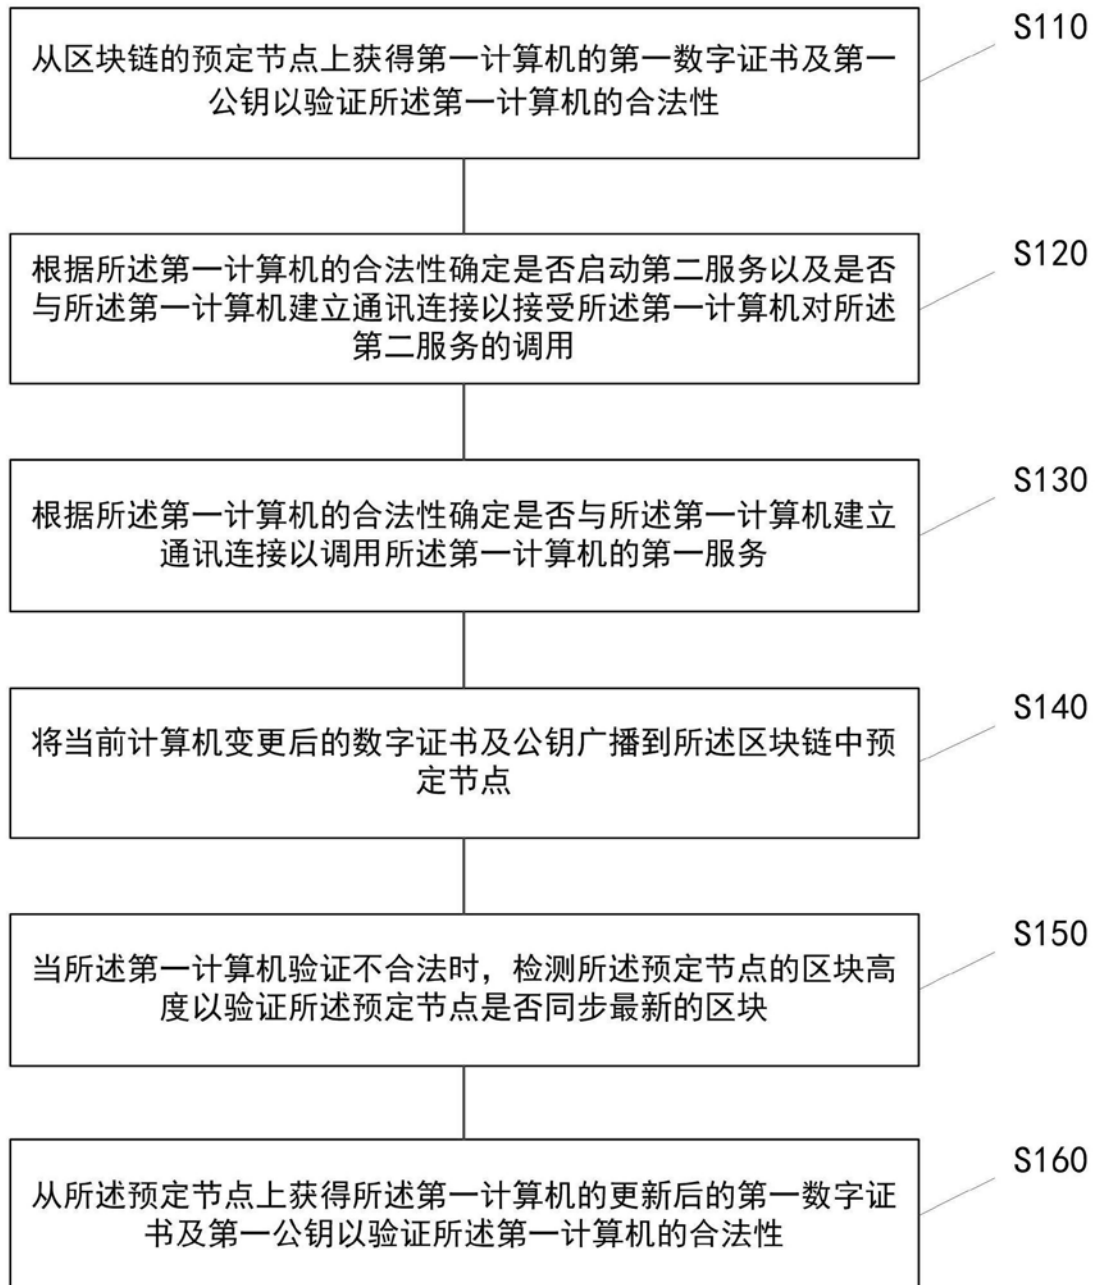 从区块链的预定节点上获得第一计算机的第一数字证书及第一
公钥以验证所述第一计算机的合法性
S110
根据所述第一计算机的合法性确定是否启动第二服务以及是否
与所述第一计算机建立通讯连接以接受所述第一计算机对所述
第二服务的调用
S120
根据所述第一计算机的合法性确定是否与所述第一计算机建立
通讯连接以调用所述第一计算机的第一服务
S130
将当前计算机变更后的数字证书及公钥广播到所述区块链中预
定节点
S140
当所述第一计算机验证不合法时，检测所述预定节点的区块高
度以验证所述预定节点是否同步最新的区块
S150
从所述预定节点上获得所述第一计算机的更新后的第一数字证
书及第一公钥以验证所述第一计算机的合法性
S160